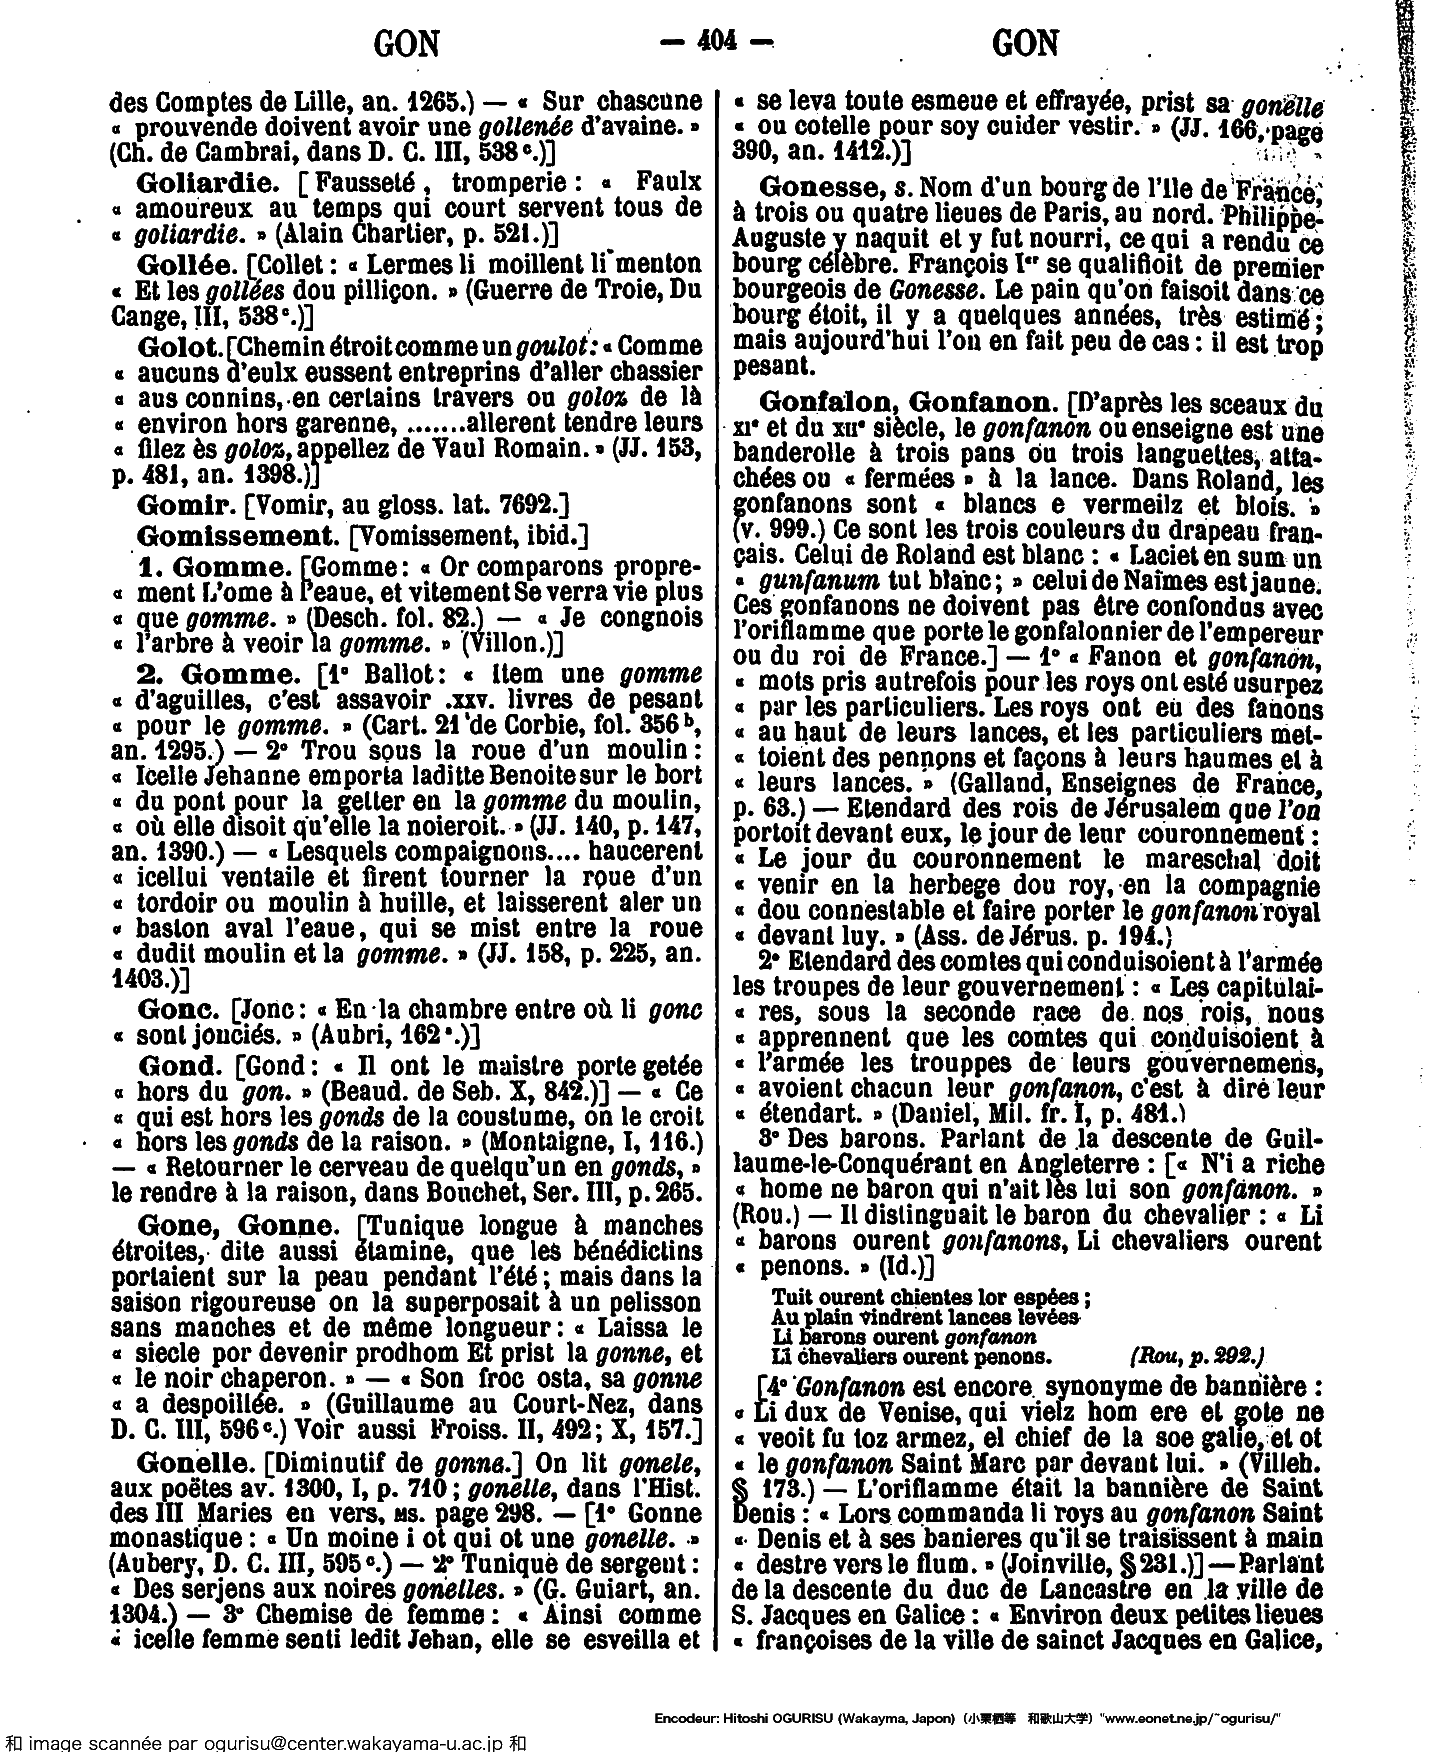 GON — 404 — GON
des Comptes de Lille, an. 1265.) — « Sur chascune
« prouvende doivent avoir une gollenée d'avaine. »
(Ch. de Cambrai, dans D. C. III, 538 c.)]
Goliardie. [Fausseté, tromperie : « Faulx
« amoureux au temps qui court servent tous de
« goliardie. » (Alain Chartier, p. 521.)]
Gollée. [Collet : « Lermes li moillent li menton
« Et les gollées dou pilliçon. » (Guerre de Troie, Du
Cange, III, 538 c.)]
Golot. [Chemin étroit comme un goulot : « Comme
« aucuns d'eulx eussent entreprins d'aller chassier
« aus connins, en certains travers ou goloz de là
« environ hors garenne, .......allerent tendre leurs
« filez ès goloz, appellez de Vaul Romain. » (JJ. 153,
p. 481, an. 1398.)]
Gomir. [Vomir, au gloss. lat. 7692.]
Gomissement. [Vomissement, ibid.]
1. Gomme. [Gomme : « Or comparons propre-
« ment L'ome à l'eaue, et vitement Se verra vie plus
« que gomme. » (Desch. fol. 82.) — « Je congnois
« l'arbre à veoir la gomme. » (Villon.)]
2. Gomme. [1° Ballot : « Item une gomme
« d'aguilles, c'est assavoir .xxv. livres de pesant
« pour le gomme. » (Cart. 21 de Corbie, fol. 356 b,
an. 1295.) — 2° Trou sous la roue d'un moulin :
« Icelle Jehanne emporta laditte Benoite sur le bort
« du pont pour la getter en la gomme du moulin,
« où elle disoit qu'elle la noieroit. » (JJ. 140, p. 147,
an. 1390.) — « Lesquels compaignons.... haucerent
« icellui ventaile et firent tourner la roue d'un
« tordoir ou moulin à huille, et laisserent aler un
« baston aval l'eaue, qui se mist entre la roue
« dudit moulin et la gomme. » (JJ. 158, p. 225, an.
1403.)]
Gonc. [Jonc : « En la chambre entre où li gonc
« sont jonciés. » (Aubri, 162 a.)]
Gond. [Gond : « Il ont le maistre porte getée
« hors du gon. » (Beaud. de Seb. X, 842.)] — « Ce
« qui est hors les gonds de la coustume, on le croit
« hors les gonds de la raison. » (Montaigne, I, 116.)
— « Retourner le cerveau de quelqu'un en gonds, »
le rendre à la raison, dans Bouchet, Ser. III, p. 265.
Gone, Gonne. [Tunique longue à manches
étroites, dite aussi étamine, que les bénédictins
portaient sur la peau pendant l'été ; mais dans la
saison rigoureuse on la superposait à un pelisson
sans manches et de même longueur : « Laissa le
« siecle por devenir prodhom Et prist la gonne, et
« le noir chaperon. » — « Son froc osta, sa gonne
« a despoillée. » (Guillaume au Court-Nez, dans
D. C. III, 596 c.) Voir aussi Froiss. II, 492 ; X, 157.]
Gonelle. [Diminutif de gonne.] On lit gonele,
aux poëtes av. 1300, I, p. 710 ; gonelle, dans l'Hist.
des III Maries en vers, MS. page 298. — [1° Gonne
monastique : « Un moine i ot qui ot une gonelle. »
(Aubery, D. C. III, 595 c.) — 2° Tunique de sergent :
« Des serjens aux noires gonelles. » (G. Guiart, an.
1304.) — 3° Chemise de femme : « Ainsi comme
« icelle femme senti ledit Jehan, elle se esveilla et
« se leva toute esmeue et effrayée, prist sa gonelle
« ou cotelle pour soy cuider vestir. » (JJ. 166, page
390, an. 1412.)]
Gonesse, s. Nom d'un bourg de l'Ile de France,
à trois ou quatre lieues de Paris, au nord. Philippe-
Auguste y naquit et y fut nourri, ce qui a rendu ce
bourg célèbre. François Ier se qualifioit de premier
bourgeois de Gonesse. Le pain qu'on faisoit dans ce
bourg étoit, il y a quelques années, très estimé ;
mais aujourd'hui l'on en fait peu de cas : il est trop
pesant.
Gonfalon, Gonfanon. [D'après les sceaux du
XIe et du XIIe siècle, le gonfanon ou enseigne est une
banderolle à trois pans ou trois languettes, atta-
chées ou « fermées » à la lance. Dans Roland, les
gonfanons sont « blancs e vermeilz et blois. »
(v. 999.) Ce sont les trois couleurs du drapeau fran-
çais. Celui de Roland est blanc : « Laciet en sum un
« gunfanum tut blanc ; » celui de Naimes est jaune.
Ces gonfanons ne doivent pas être confondus avec
l'oriflamme que porte le gonfalonnier de l'empereur
ou du roi de France.] — 1° « Fanon et gonfanon,
« mots pris autrefois pour les roys ont esté usurpez
« par les particuliers. Les roys ont eu des fanons
« au haut de leurs lances, et les particuliers met-
« toient des pennons et façons à leurs haumes et à
« leurs lances. » (Galland, Enseignes de France,
p. 63.) — Etendard des rois de Jérusalem que l'on
portoit devant eux, le jour de leur couronnement :
« Le jour du couronnement le mareschal doit
« venir en la herbege dou roy, en la compagnie
« dou connestable et faire porter le gonfanon royal
« devant luy. » (Ass. de Jérus. p. 194.)
2° Etendard des comtes qui conduisoient à l'armée
les troupes de leur gouvernement : « Les capitulai-
« res, sous la seconde race de nos rois, nous
« apprennent que les comtes qui conduisoient à
« l'armée les trouppes de leurs gouvernemens,
« avoient chacun leur gonfanon, c'est à dire leur
« étendart. » (Daniel, Mil. fr. I, p. 481.)
3° Des barons. Parlant de la descente de Guil-
laume-le-Conquérant en Angleterre : [« N'i a riche
« home ne baron qui n'ait lès lui son gonfanon. »
(Rou.) — Il distinguait le baron du chevalier : « Li
« barons ourent gonfanons, Li chevaliers ourent
« penons. » (Id.)]
Tuit ourent chientes lor espées ;
Au plain vindrent lances levées
Li barons ourent gonfanon
Li chevaliers ourent penons. (Rou, p. 292.)
[4° Gonfanon est encore synonyme de bannière :
« Li dux de Venise, qui vielz hom ere et gote ne
« veoit fu toz armez, el chief de la soe galie, et ot
« le gonfanon Saint Marc par devant lui. » (Villeh.
§ 173.) — L'oriflamme était la bannière de Saint
Denis : « Lors commanda li roys au gonfanon Saint
« Denis et à ses banieres qu'il se traisissent à main
« destre vers le flum. » (Joinville, § 231.)] — Parlant
de la descente du duc de Lancastre en la ville de
S. Jacques en Galice : « Environ deux petites lieues
« françoises de la ville de sainct Jacques en Galice,
Encodeur: Hitoshi OGURISU (Wakayma, Japon) (小栗栖等 和歌山大学) "www.eonet.ne.jp/~ogurisu/"
和 image scannée par ogurisu@center.wakayama-u.ac.jp 和